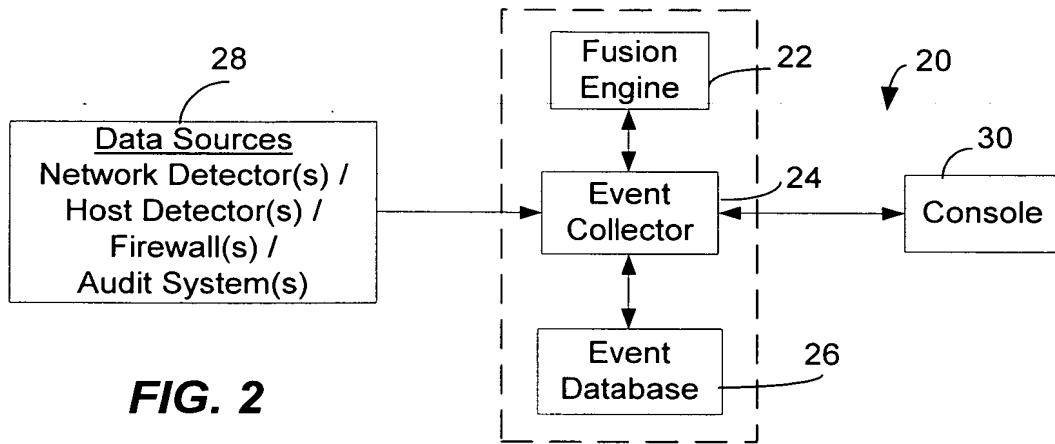 28
Data Sources
Network Detector(s) /
Host Detector(s) /
Firewall(s) /
Audit System(s)
Fusion
Engine
22
20
Event
Collector
24
30
Console
Event
Database
26
FIG. 2